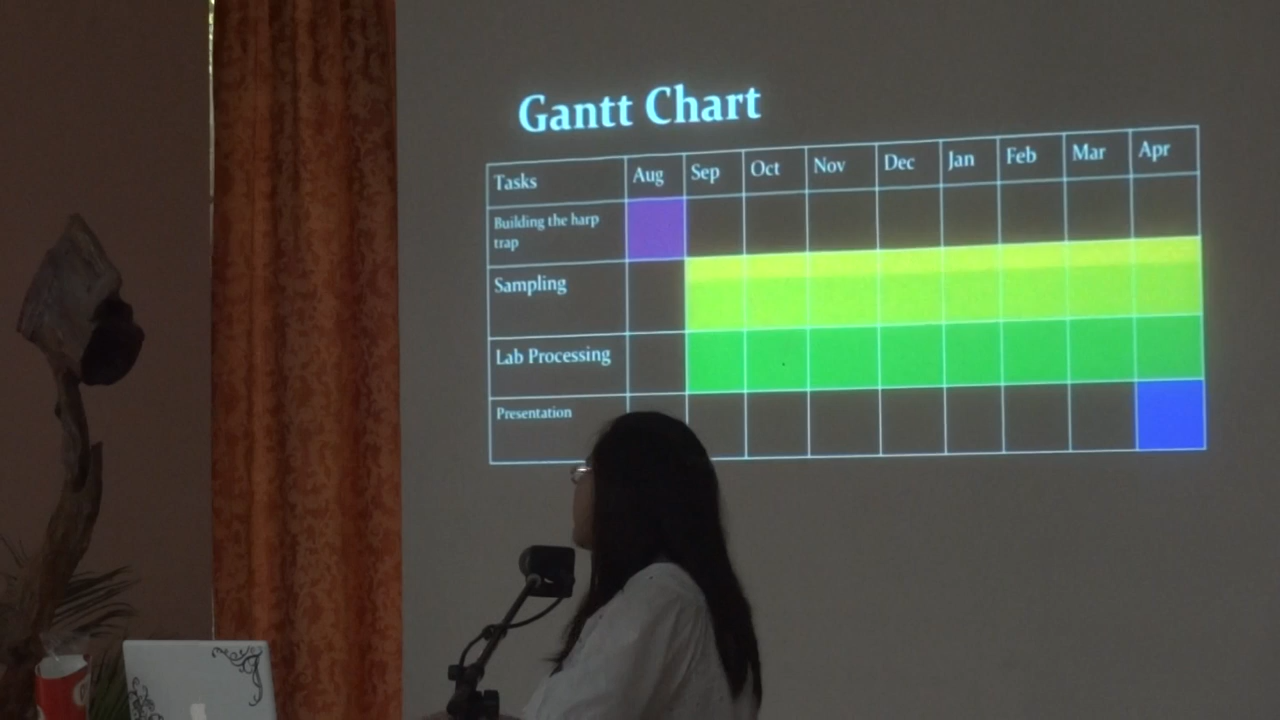 Gantt Chart
Tasks Aug Sep Oct Nov Dec Jan Feb Mar Apr
Building the harp
trap
Sampling
Lab Processing
Presentation